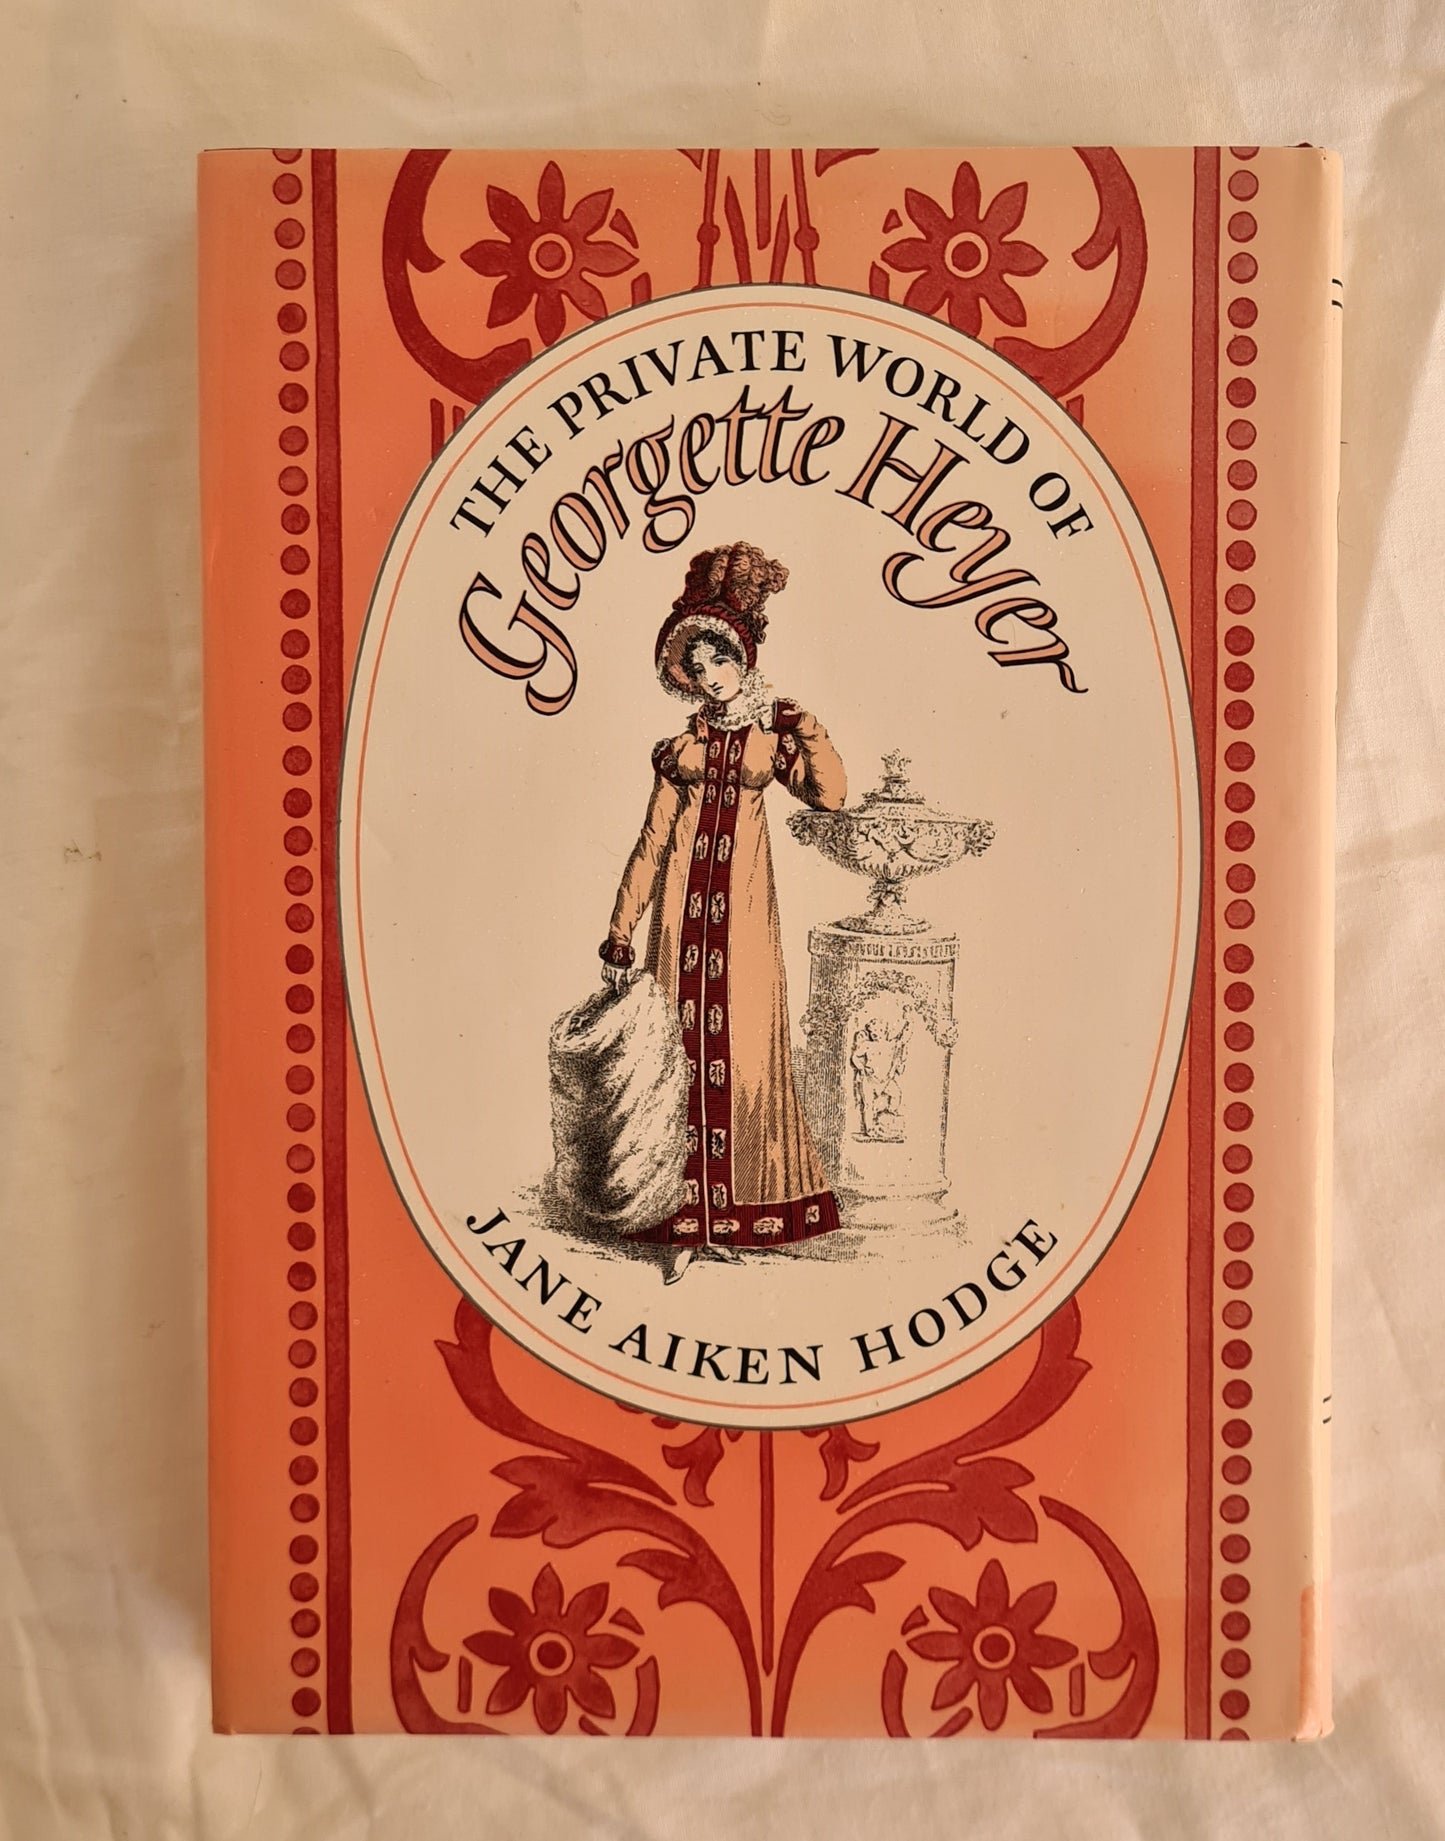 THE PRIVATE WORLD OF
Georgette Heyer
JANE AIKEN HODGE